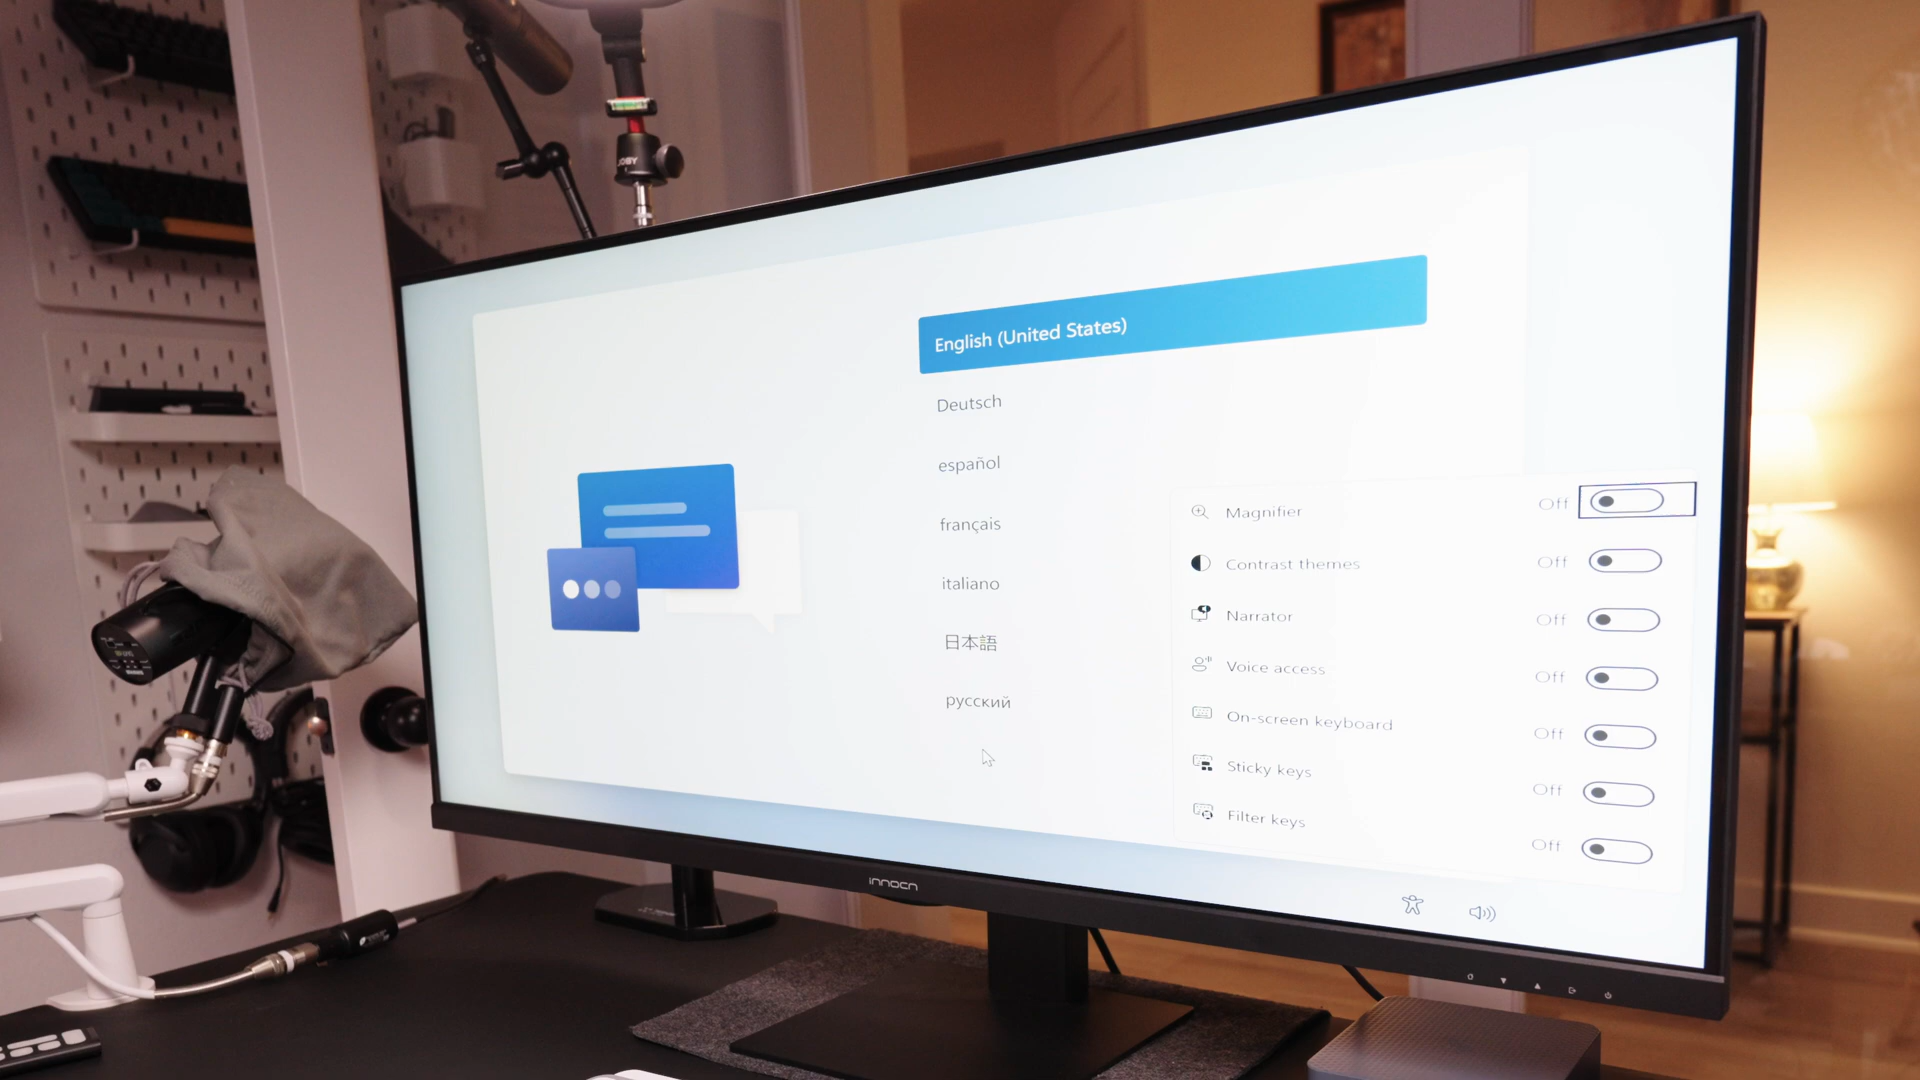 JOBY
English (United States)
Deutsch
español
français
italiano
日本語
русский
Magnifier Off
Contrast themes Off
Narrator Off
Voice access Off
On-screen keyboard Off
Sticky keys Off
Filter keys Off
innocn